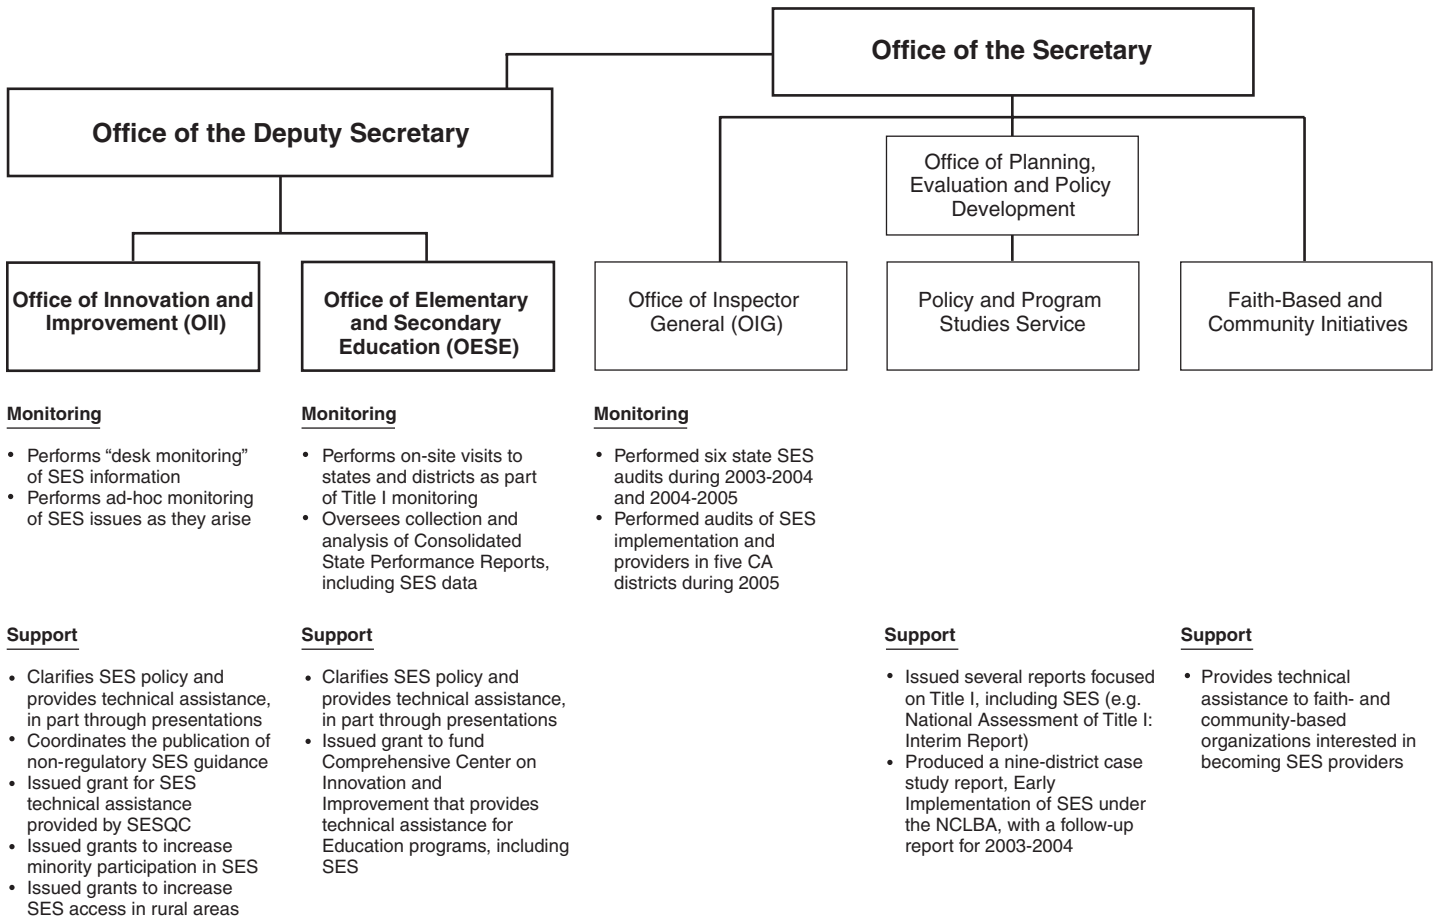 Office of the Secretary
Office of the Deputy Secretary
Office of Planning,
Evaluation and Policy
Development
Office of Innovation and
Improvement (OII)
Office of Elementary
and Secondary
Education (OESE)
Office of Inspector
General (OIG)
Policy and Program
Studies Service
Faith-Based and
Community Initiatives
Monitoring
• Performs “desk monitoring”
of SES information
• Performs ad-hoc monitoring
of SES issues as they arise
Monitoring
• Performs on-site visits to
states and districts as part
of Title I monitoring
• Oversees collection and
analysis of Consolidated
State Performance Reports,
including SES data
Monitoring
• Performed six state SES
audits during 2003-2004
and 2004-2005
• Performed audits of SES
implementation and
providers in five CA
districts during 2005
Support
• Clarifies SES policy and
provides technical assistance,
in part through presentations
• Coordinates the publication of
non-regulatory SES guidance
• Issued grant for SES
technical assistance
provided by SESQC
• Issued grants to increase
minority participation in SES
• Issued grants to increase
SES access in rural areas
Support
• Clarifies SES policy and
provides technical assistance,
in part through presentations
• Issued grant to fund
Comprehensive Center on
Innovation and
Improvement that provides
technical assistance for
Education programs, including
SES
Support
• Issued several reports focused
on Title I, including SES (e.g.
National Assessment of Title I:
Interim Report)
• Produced a nine-district case
study report, Early
Implementation of SES under
the NCLBA, with a follow-up
report for 2003-2004
Support
• Provides technical
assistance to faith- and
community-based
organizations interested in
becoming SES providers